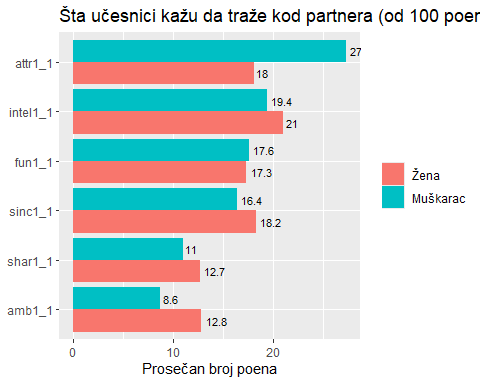 Šta učesnici kažu da traže kod partnera (od 100 poer
attr1_1
27
18
intel1_1
19.4
21
fun1_1
17.6
17.3
sinc1_1
16.4
18.2
shar1_1
11
12.7
amb1_1
8.6
12.8
0 10 20
Prosečan broj poena
Žena
Muškarac